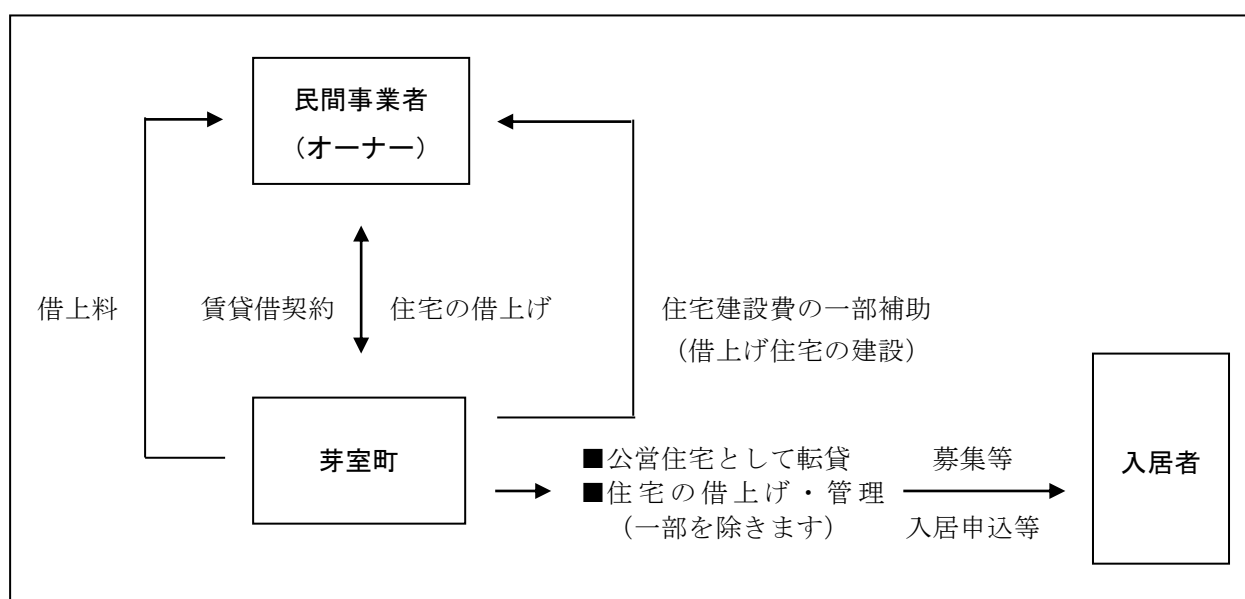 民間事業者
（オーナー）
借上料
賃貸借契約
住宅の借上げ
住宅建設費の一部補助
（借上げ住宅の建設）
芽室町
■公営住宅として転貸
■住宅の借上げ・管理
（一部を除きます）
募集等
入居申込等
入居者